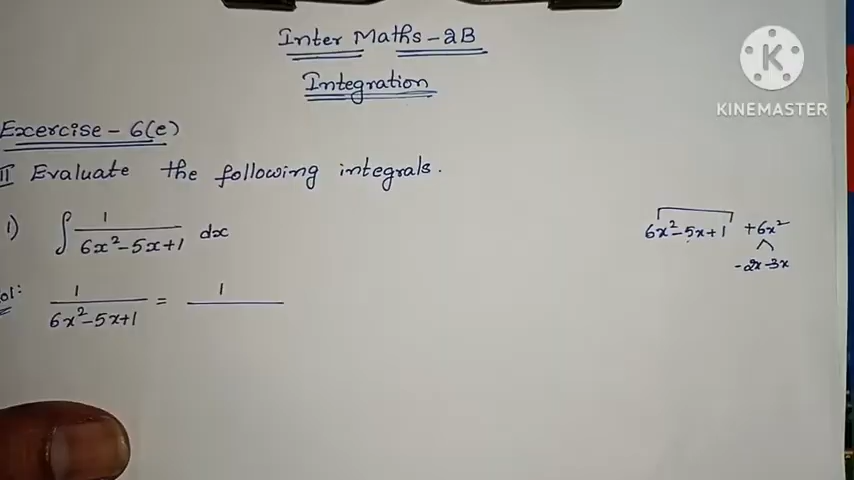 Inter Maths-2B
Integration
KINEMASTER
Excercise - 6(e)
II Evaluate the following integrals.
1) ∫ 1/(6x²-5x+1) dx
6x²-5x+1 +6x²
-2x -3x
Sol: 1/(6x²-5x+1) = 1/